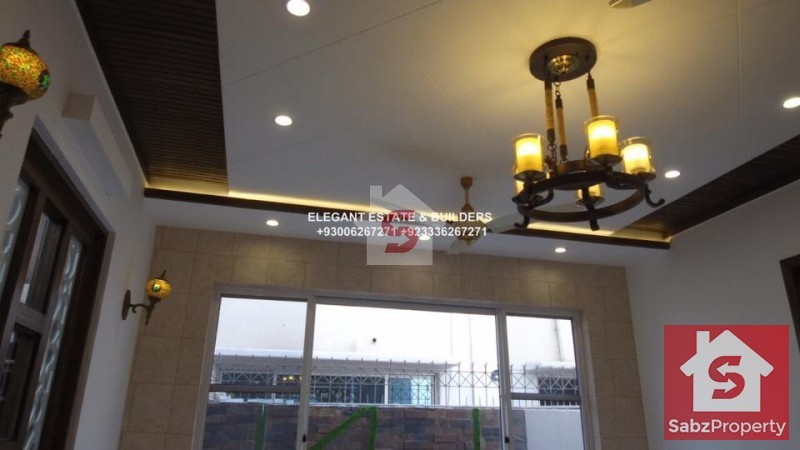 ELEGANT ESTATE & BUILDERS
+93006267271 +923336267271
S
S
SabzProperty